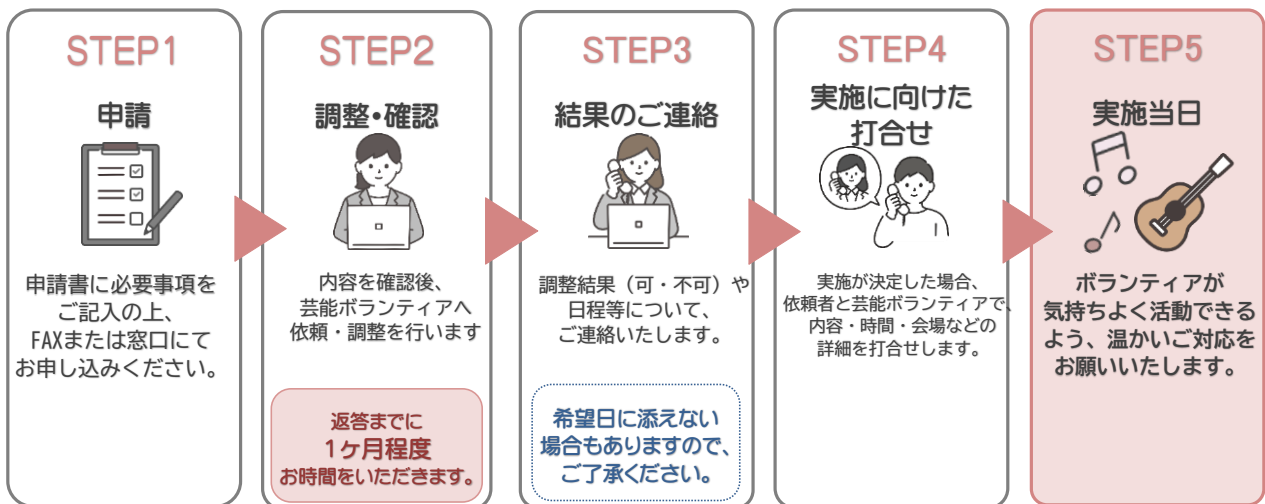 STEP1
申請
申請書に必要事項を
ご記入の上、
FAXまたは窓口にて
お申し込みください。
STEP2
調整・確認
内容を確認後、
芸能ボランティアへ
依頼・調整を行います
返答までに
1ヶ月程度
お時間をいただきます。
STEP3
結果のご連絡
調整結果（可・不可）や
日程等について、
ご連絡いたします。
希望日に添えない
場合もありますので、
ご了承ください。
STEP4
実施に向けた
打合せ
実施が決定した場合、
依頼者と芸能ボランティアで、
内容・時間・会場などの
詳細を打合せします。
STEP5
実施当日
ボランティアが
気持ちよく活動できる
よう、温かいご対応を
お願いいたします。